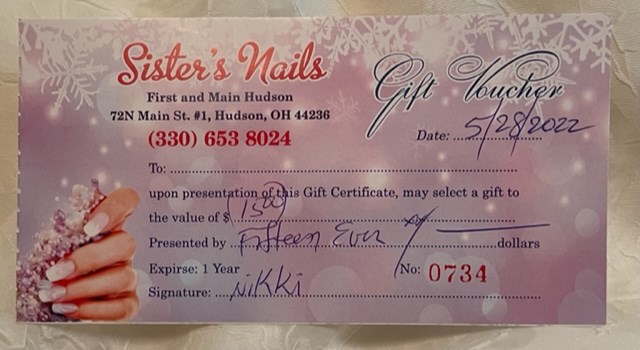 Sister's Nails
Gift Voucher
First and Main Hudson
72N Main St. #1, Hudson, OH 44236
(330) 653 8024
Date: 5/28/2022
To:
upon presentation of this Gift Certificate, may select a gift to
the value of $ 15.00
Presented by Fifteen Even dollars
Expirse: 1 Year
No: 0734
Signature: Nikki